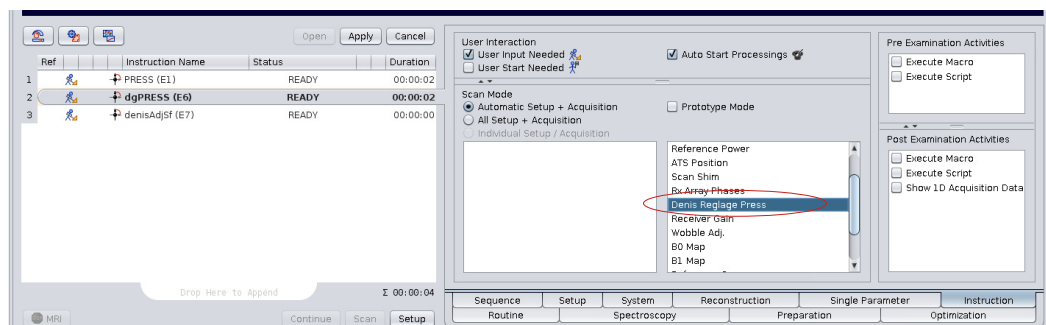 Open Apply Cancel
Ref Instruction Name Status Duration
1 PRESS (E1) READY 00:00:02
2 dgPRESS (E6) READY 00:00:02
3 denisAdjSf (E7) READY 00:00:00
Drop Here to Append Σ 00:00:04
MRI Continue Scan Setup
User Interaction
User Input Needed Auto Start Processings
User Start Needed
Scan Mode
Automatic Setup + Acquisition Prototype Mode
All Setup + Acquisition
Individual Setup / Acquisition
Reference Power
ATS Position
Scan Shim
Rx Array Phases
Denis Reglage Press
Receiver Gain
Wobble Adj.
B0 Map
B1 Map
Pre Examination Activities
Execute Macro
Execute Script
Post Examination Activities
Execute Macro
Execute Script
Show 1D Acquisition Data
Sequence Setup System Reconstruction Single Parameter Instruction
Routine Spectroscopy Preparation Optimization